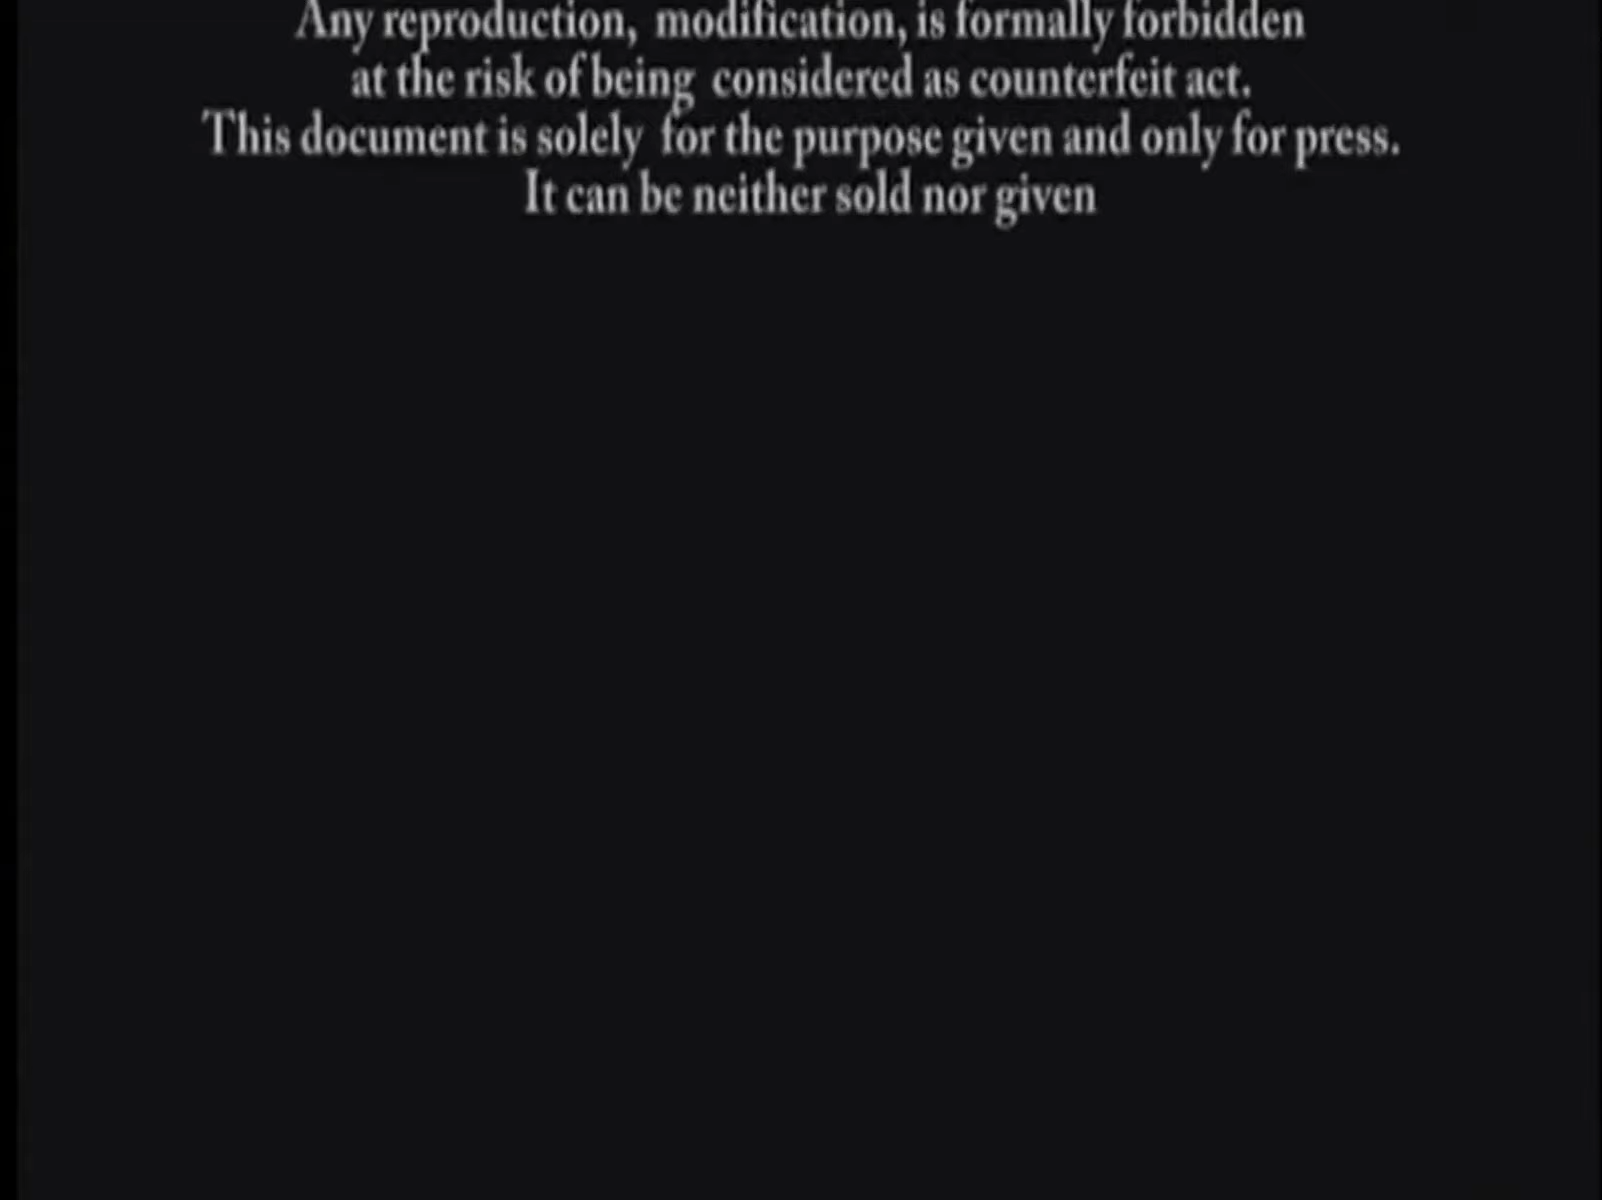 Any reproduction, modification, is formally forbidden
at the risk of being considered as counterfeit act.
This document is solely for the purpose given and only for press.
It can be neither sold nor given